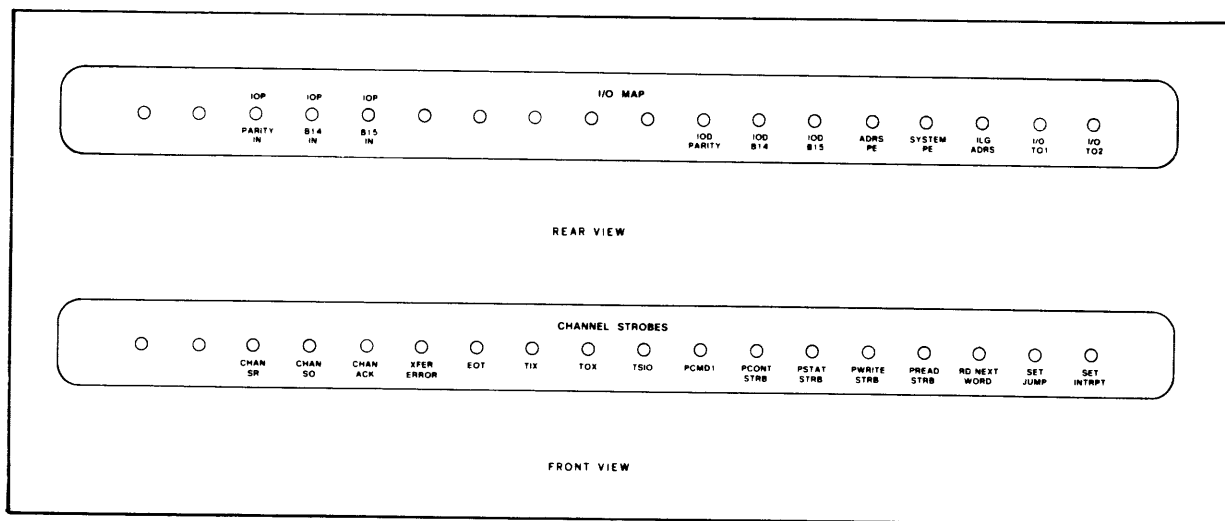 I/O MAP
IOP IOP IOP
PARITY IN B14 IN B15 IN IOD PARITY IOD B14 IOD B15 ADRS PE SYSTEM PE ILG ADRS I/O TO1 I/O TO2
REAR VIEW
CHANNEL STROBES
CHAN SR CHAN SO CHAN ACK XFER ERROR EOT TIX TOX TSIO PCMD1 PCONT STRB PSTAT STRB PWRITE STRB PREAD STRB RD NEXT WORD SET JUMP SET INTRPT
FRONT VIEW